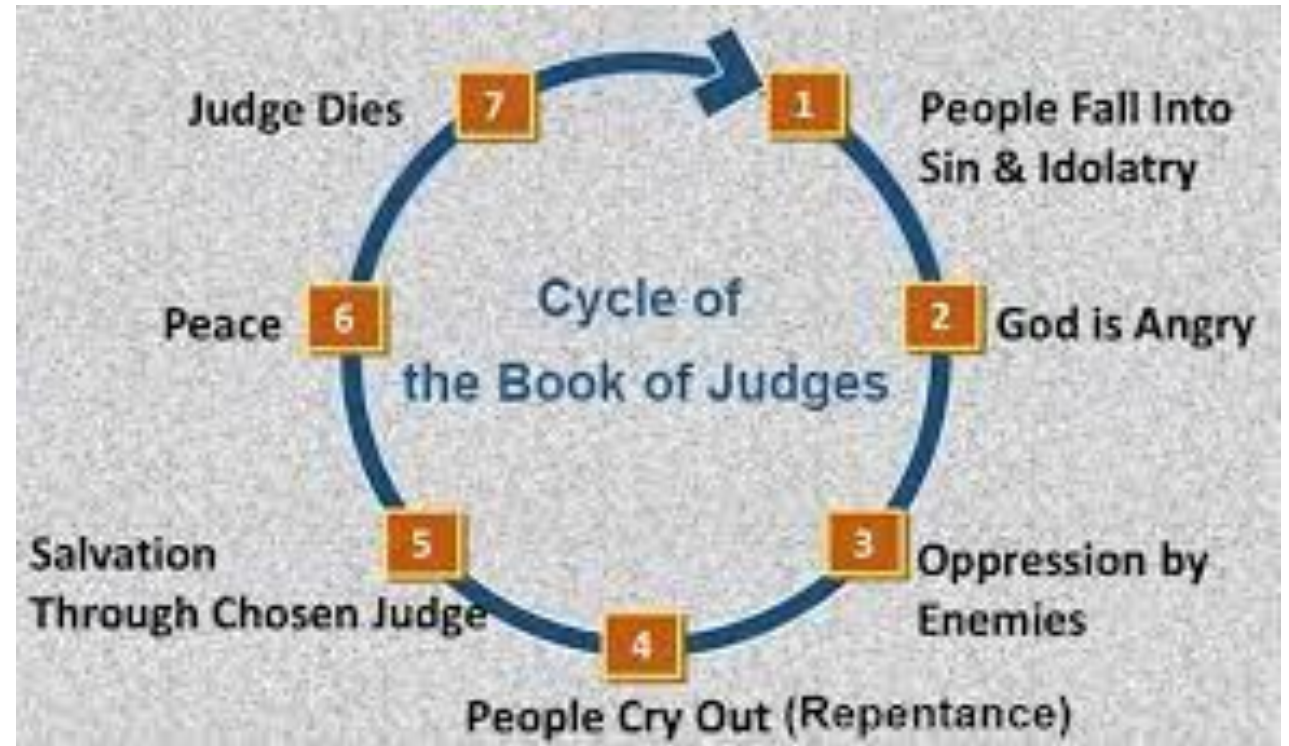 Cycle of
the Book of Judges
1
People Fall Into
Sin & Idolatry
2
God is Angry
3
Oppression by
Enemies
4
People Cry Out (Repentance)
5
Salvation
Through Chosen Judge
6
Peace
7
Judge Dies